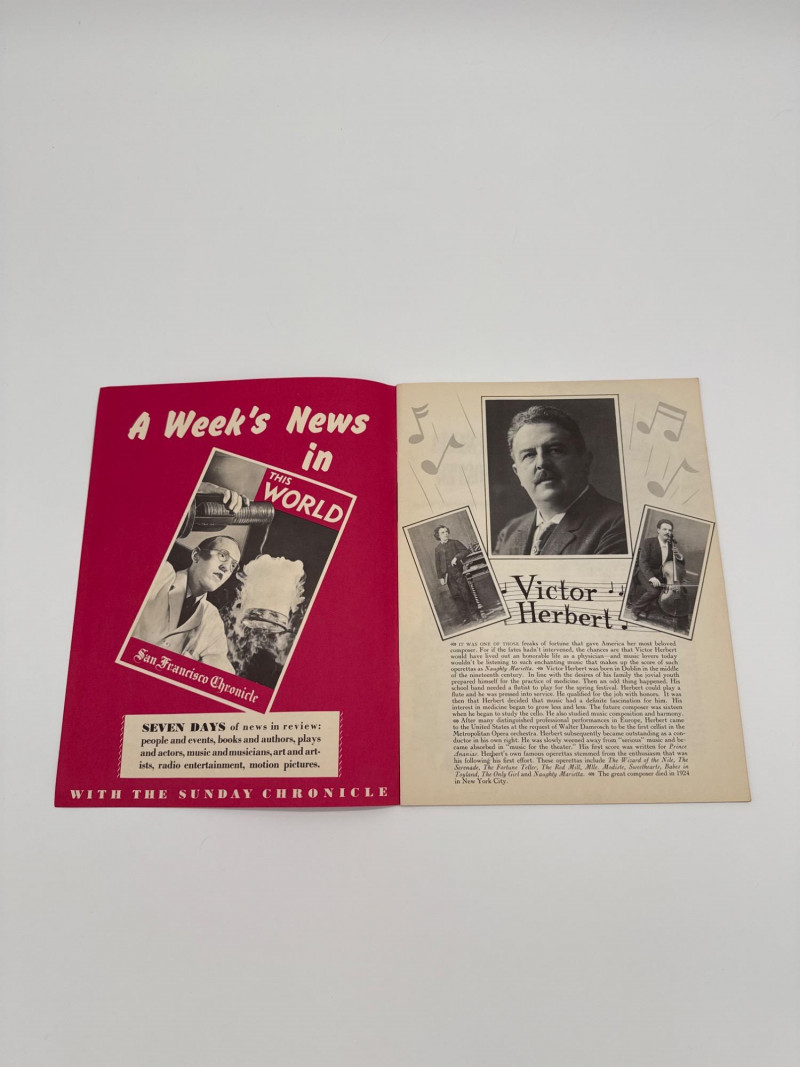 A Week's News
in
THIS
WORLD
San Francisco Chronicle
SEVEN DAYS of news in review:
people and events, books and authors, plays
and actors, music and musicians, art and art-
ists, radio entertainment, motion pictures.
WITH THE SUNDAY CHRONICLE
Victor
Herbert
IT WAS ONE OF THOSE freaks of fortune that gave America her most beloved
composer. For if the fates hadn't intervened, the chances are that Victor Herbert
would have lived out an honorable life as a physician—and music lovers today
wouldn't be listening to such enchanting music that makes up the score of such
operettas as Naughty Marietta. Victor Herbert was born in Dublin in the middle
of the nineteenth century. In line with the desires of his family the jovial youth
prepared himself for the practice of medicine. Then an odd thing happened. His
school band needed a flutist to play for the spring festival. Herbert could play a
flute and he was pressed into service. He qualified for the job with honors. It was
then that Herbert decided that music had a definite fascination for him. His
interest in medicine began to grow less and less. The future composer was sixteen
when he began to study the cello. He also studied music composition and harmony.
After many distinguished professional performances in Europe, Herbert came
to the United States at the request of Walter Damrosch to be the first cellist in the
Metropolitan Opera orchestra. Herbert subsequently became outstanding as a con-
ductor in his own right. He was slowly weaned away from "serious" music and be-
came absorbed in "music for the theater." His first score was written for Prince
Ananias. Herbert's own famous operettas stemmed from the enthusiasm that was
his following his first effort. These operettas include The Wizard of the Nile, The
Serenade, The Fortune Teller, The Red Mill, Mlle. Modiste, Sweethearts, Babes in
Toyland, The Only Girl and Naughty Marietta. The great composer died in 1924
in New York City.